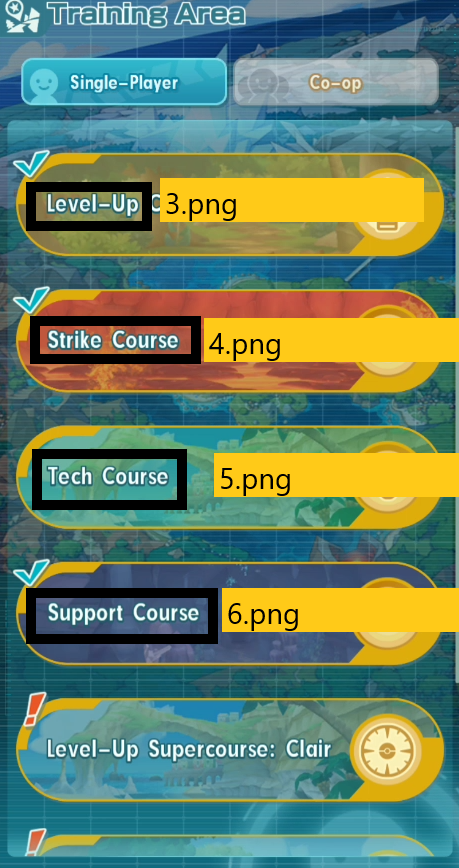 Training Area
Single-Player
Co-op
Level-Up C
3.png
Strike Course
4.png
Tech Course
5.png
Support Course
6.png
Level-Up Supercourse: Clair